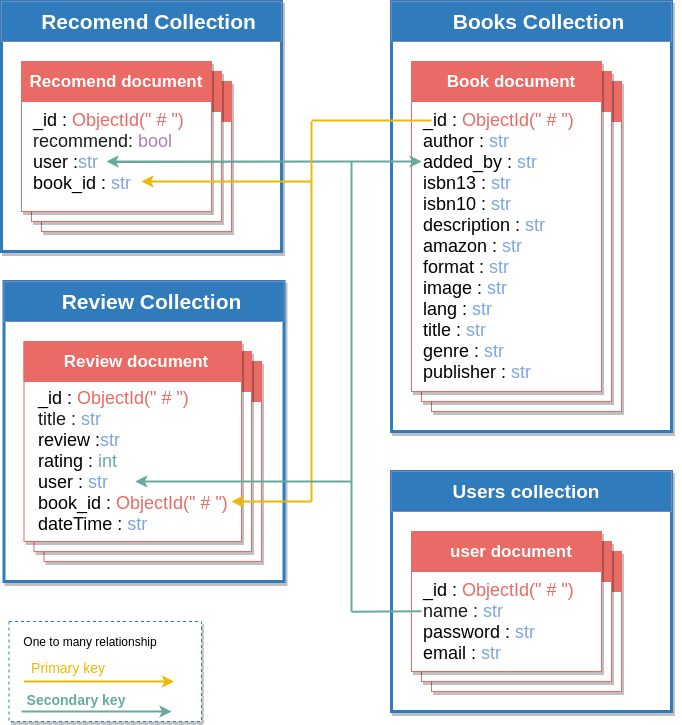 Recomend Collection
Recomend document
_id : ObjectId(" # ")
recommend: bool
user :str
book_id : str
Books Collection
Book document
_id : ObjectId(" # ")
author : str
added_by : str
isbn13 : str
isbn10 : str
description : str
amazon : str
format : str
image : str
lang : str
title : str
genre : str
publisher : str
Review Collection
Review document
_id : ObjectId(" # ")
title : str
review :str
rating : int
user : str
book_id : ObjectId(" # ")
dateTime : str
Users collection
user document
_id : ObjectId(" # ")
name : str
password : str
email : str
One to many relationship
Primary key
Secondary key